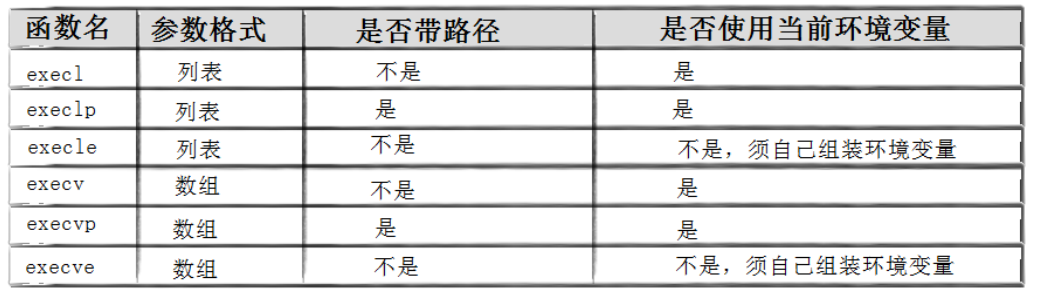 函数名 参数格式 是否带路径 是否使用当前环境变量
execl 列表 不是 是
execlp 列表 是 是
execle 列表 不是 不是，须自己组装环境变量
execv 数组 不是 是
execvp 数组 是 是
execve 数组 不是 不是，须自己组装环境变量